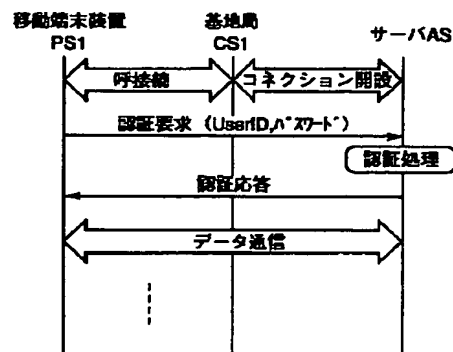 移動端末装置
PS1
基地局
CS1
サーバAS
呼接続
コネクション開設
認証要求 (UserID,パスワード)
認証処理
認証応答
データ通信